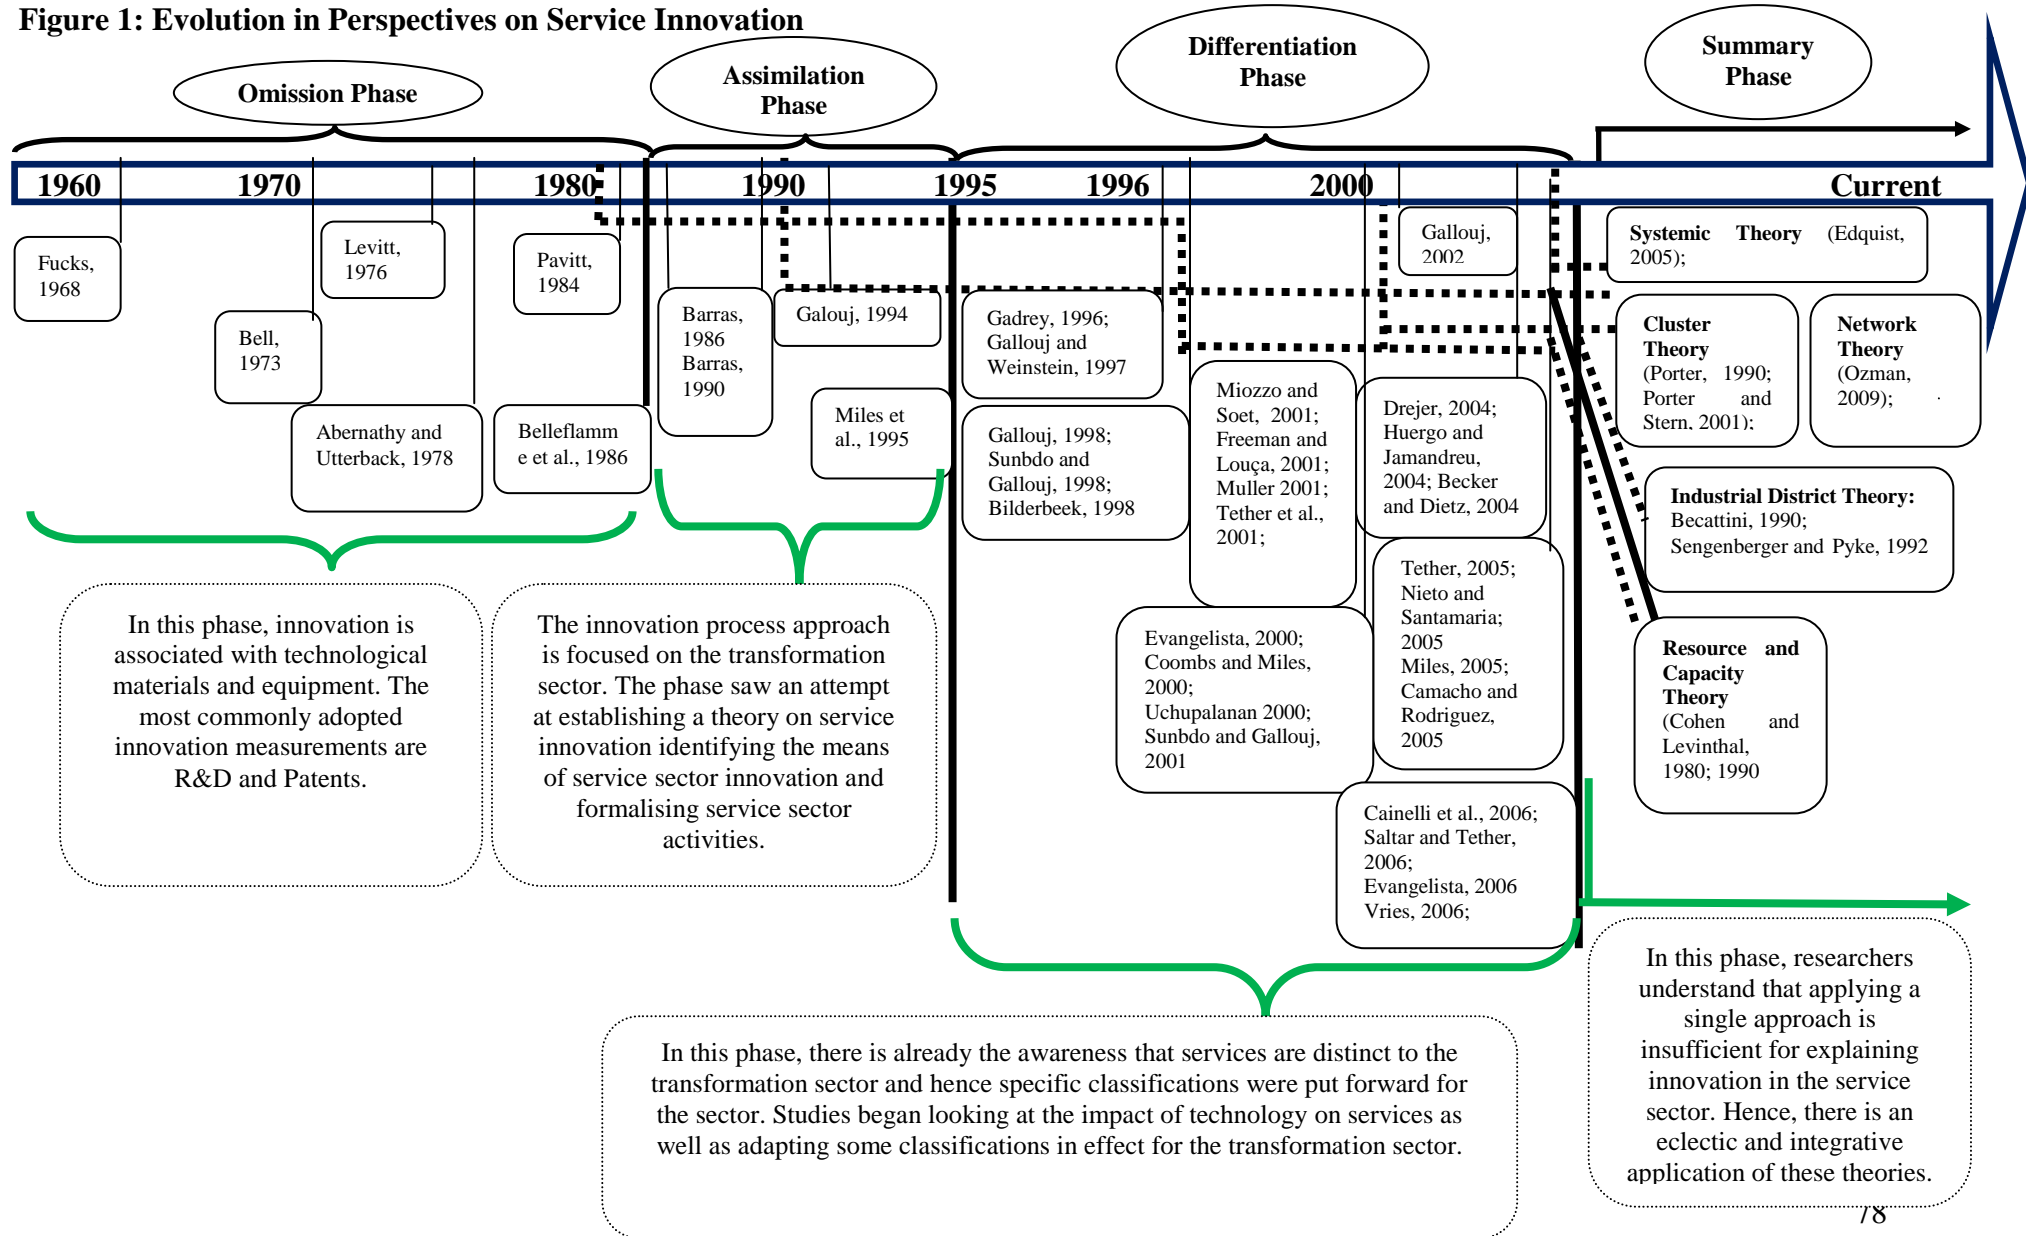 Figure 1: Evolution in Perspectives on Service Innovation
Omission Phase
Assimilation
Phase
Differentiation
Phase
Summary
Phase
1960
1970
1980
1990
1995
1996
2000
Current
Fucks,
1968
Bell,
1973
Levitt,
1976
Abernathy and
Utterback, 1978
Pavitt,
1984
Belleflamm
e et al., 1986
Barras,
1986
Barras,
1990
Galouj, 1994
Miles et
al., 1995
Gadrey, 1996;
Gallouj and
Weinstein, 1997
Gallouj, 1998;
Sunbdo and
Gallouj, 1998;
Bilderbeek, 1998
Miozzo and
Soet, 2001;
Freeman and
Louça, 2001;
Muller 2001;
Tether et al.,
2001;
Evangelista, 2000;
Coombs and Miles,
2000;
Uchupalanan 2000;
Sunbdo and Gallouj,
2001
Gallouj,
2002
Drejer, 2004;
Huergo and
Jamandreu,
2004; Becker
and Dietz, 2004
Tether, 2005;
Nieto and
Santamaria;
2005
Miles, 2005;
Camacho and
Rodriguez,
2005
Cainelli et al., 2006;
Saltar and Tether,
2006;
Evangelista, 2006
Vries, 2006;
Systemic Theory (Edquist,
2005);
Cluster
Theory
(Porter, 1990;
Porter and
Stern, 2001);
Network
Theory
(Ozman,
2009); .
Industrial District Theory:
Becattini, 1990;
Sengenberger and Pyke, 1992
Resource and
Capacity
Theory
(Cohen and
Levinthal,
1980; 1990
In this phase, innovation is
associated with technological
materials and equipment. The
most commonly adopted
innovation measurements are
R&D and Patents.
The innovation process approach
is focused on the transformation
sector. The phase saw an attempt
at establishing a theory on service
innovation identifying the means
of service sector innovation and
formalising service sector
activities.
In this phase, there is already the awareness that services are distinct to the
transformation sector and hence specific classifications were put forward for
the sector. Studies began looking at the impact of technology on services as
well as adapting some classifications in effect for the transformation sector.
In this phase, researchers
understand that applying a
single approach is
insufficient for explaining
innovation in the service
sector. Hence, there is an
eclectic and integrative
application of these theories.
78